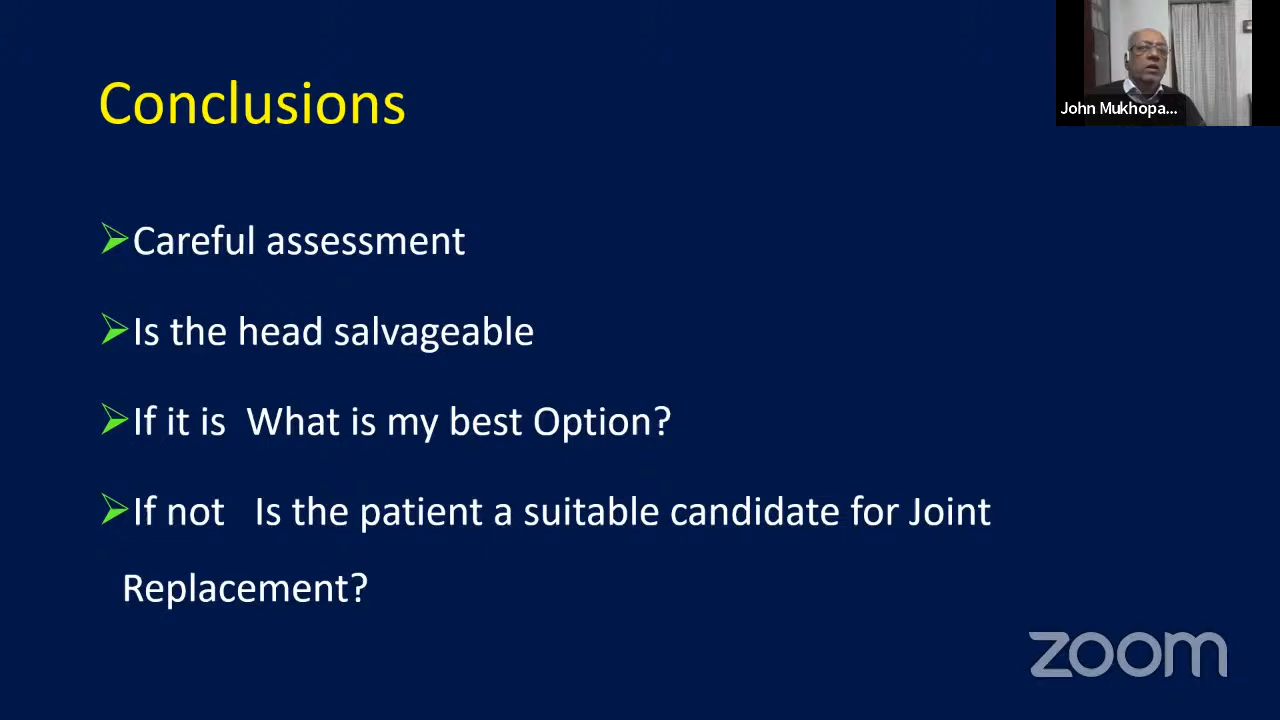 Conclusions
John Mukhopa...
Careful assessment
Is the head salvageable
If it is  What is my best Option?
If not   Is the patient a suitable candidate for Joint
Replacement?
zoom